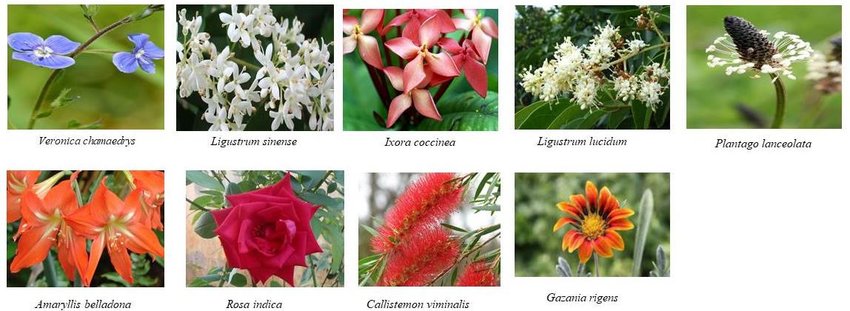 Veronica chamaedrys
Ligustrum sinense
Ixora coccinea
Ligustrum lucidum
Plantago lanceolata
Amaryllis belladona
Rosa indica
Callistemon viminalis
Gazania rigens